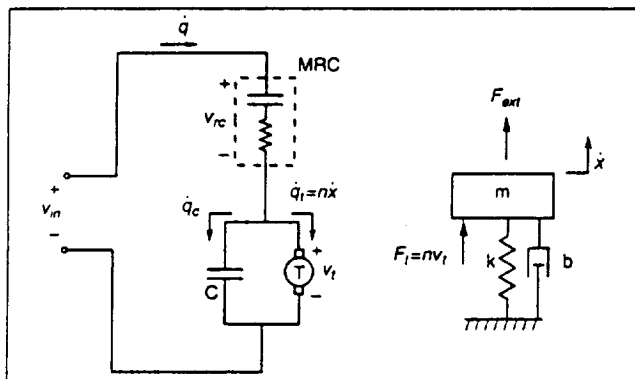 q̇
MRC
+
v_rc
−
+
v_in
−
q̇_c
q̇_t=nẋ
C
T
+
v_t
−
F_ext
ẋ
m
F_t=nv_t
k
b